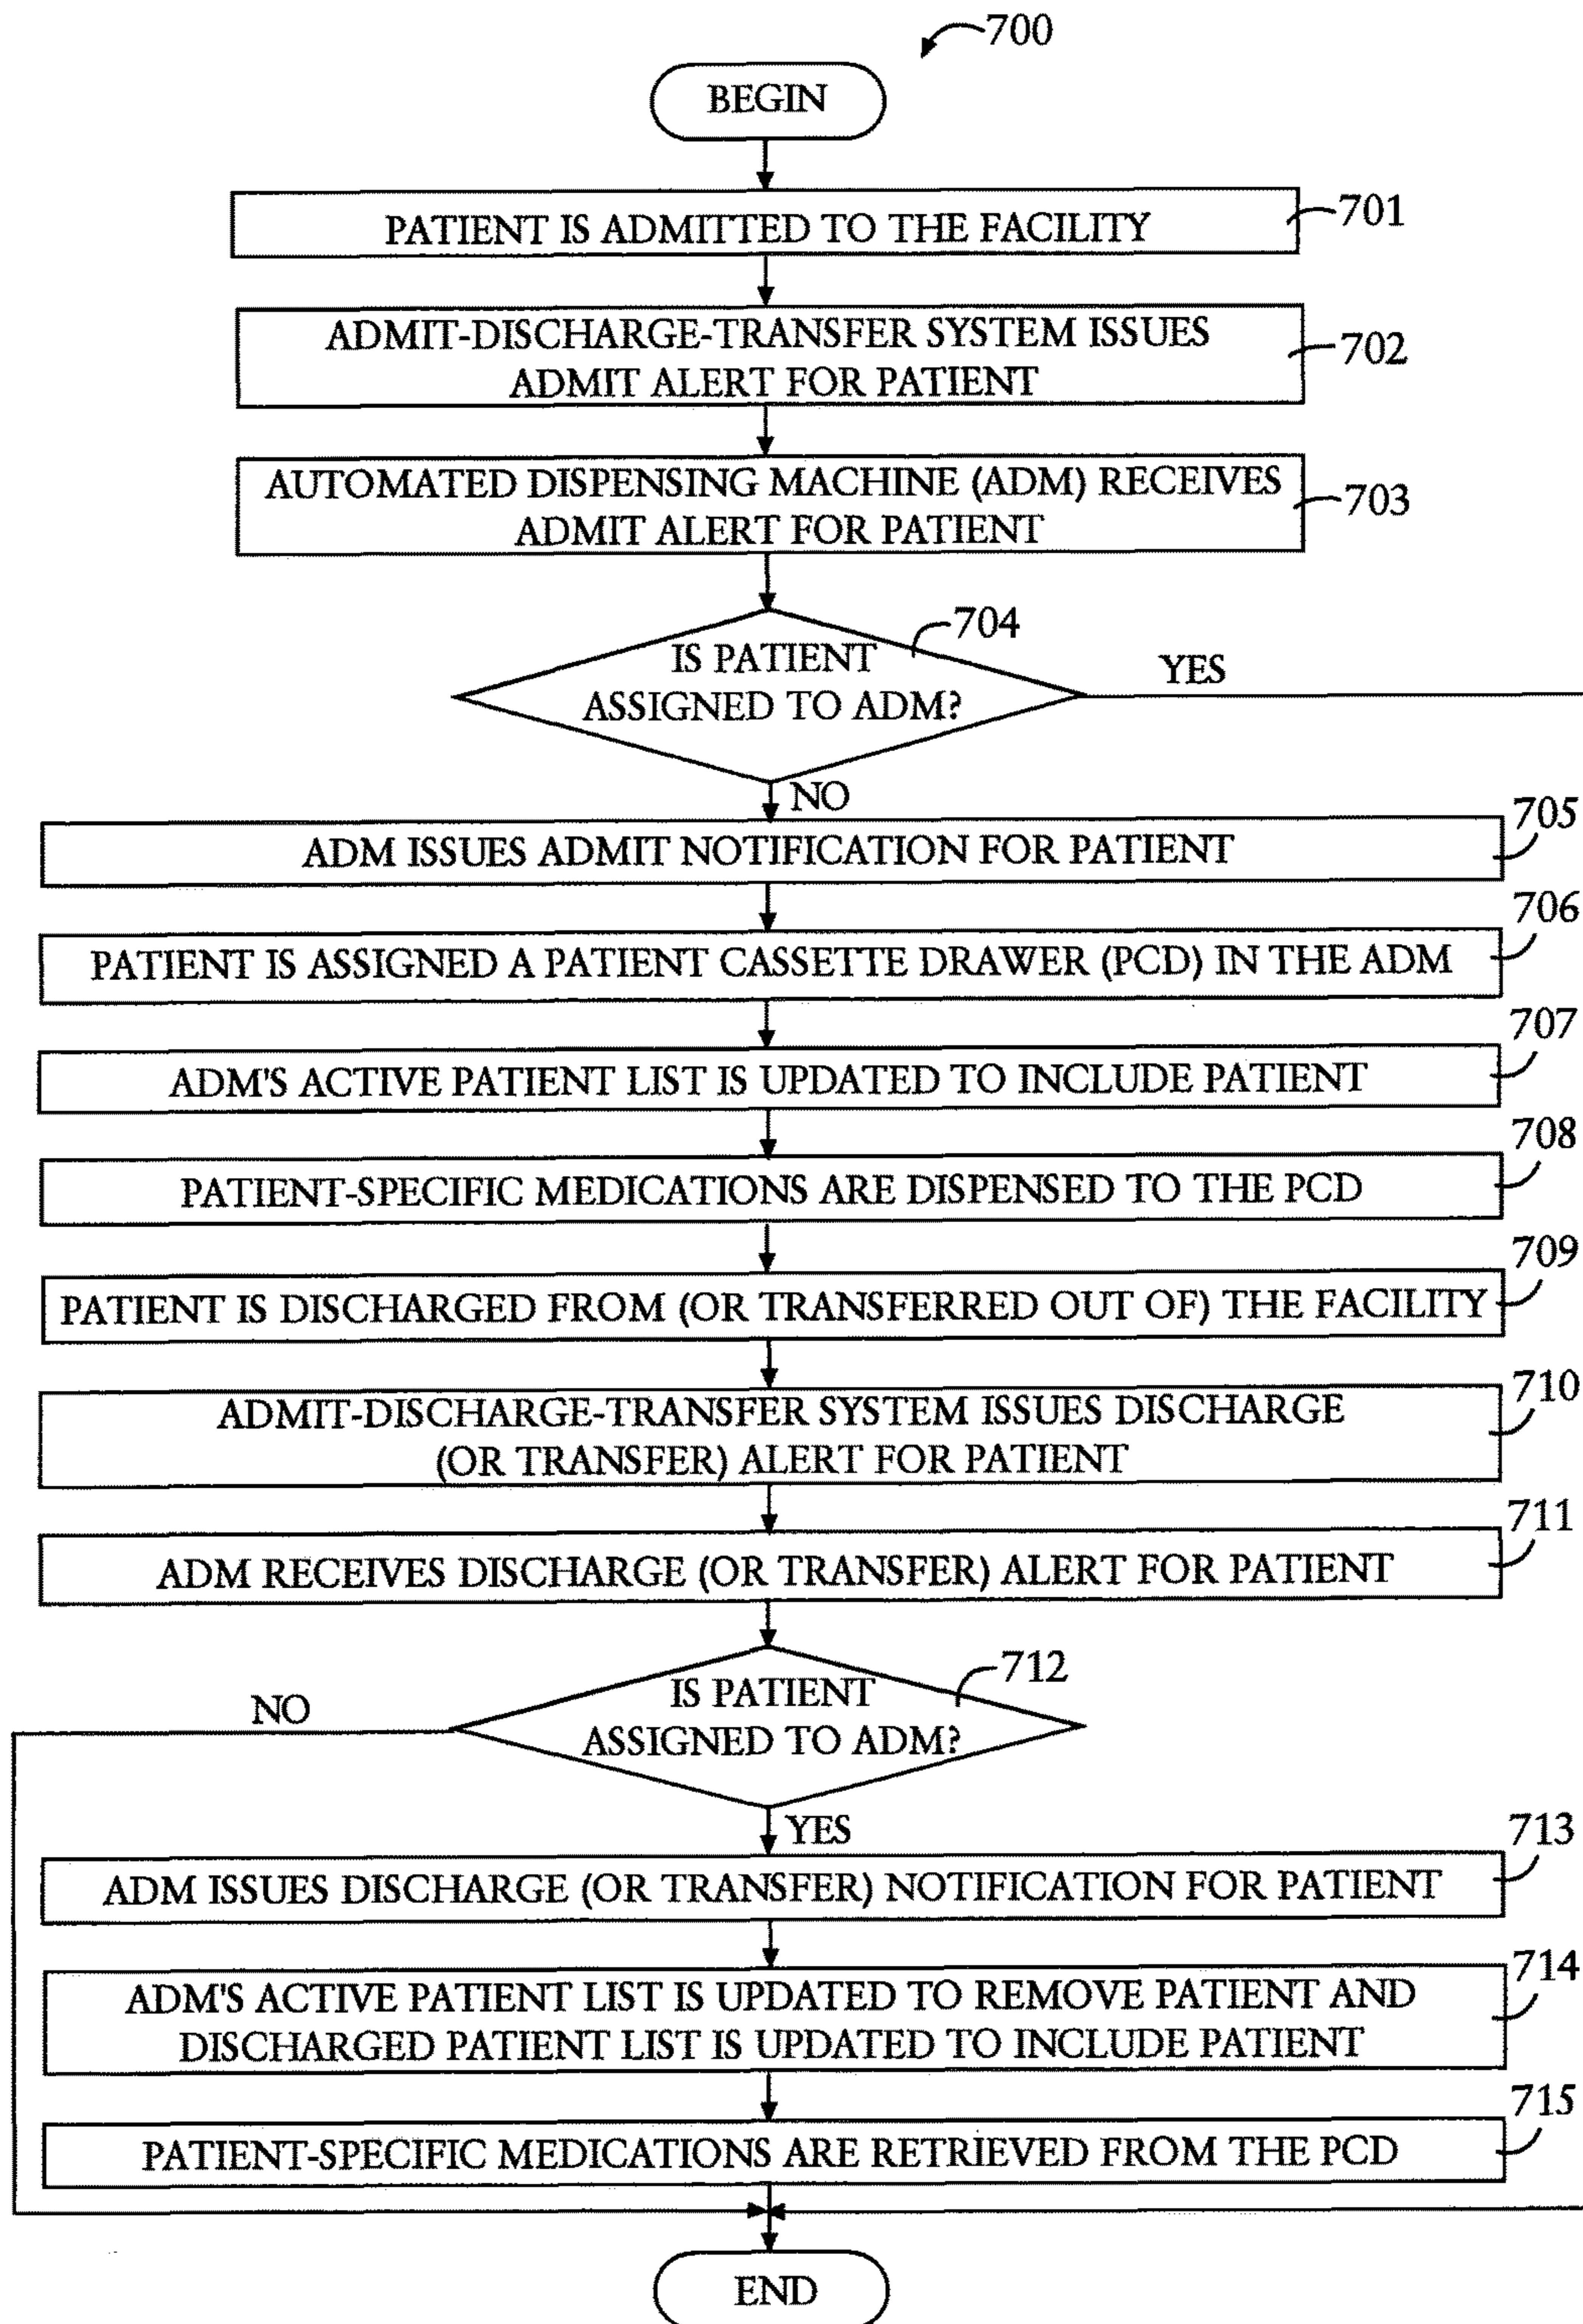 700
BEGIN
PATIENT IS ADMITTED TO THE FACILITY
701
ADMIT-DISCHARGE-TRANSFER SYSTEM ISSUES
ADMIT ALERT FOR PATIENT
702
AUTOMATED DISPENSING MACHINE (ADM) RECEIVES
ADMIT ALERT FOR PATIENT
703
704
IS PATIENT
ASSIGNED TO ADM?
YES
NO
705
ADM ISSUES ADMIT NOTIFICATION FOR PATIENT
706
PATIENT IS ASSIGNED A PATIENT CASSETTE DRAWER (PCD) IN THE ADM
707
ADM'S ACTIVE PATIENT LIST IS UPDATED TO INCLUDE PATIENT
708
PATIENT-SPECIFIC MEDICATIONS ARE DISPENSED TO THE PCD
709
PATIENT IS DISCHARGED FROM (OR TRANSFERRED OUT OF) THE FACILITY
710
ADMIT-DISCHARGE-TRANSFER SYSTEM ISSUES DISCHARGE
(OR TRANSFER) ALERT FOR PATIENT
711
ADM RECEIVES DISCHARGE (OR TRANSFER) ALERT FOR PATIENT
712
IS PATIENT
ASSIGNED TO ADM?
NO
YES
713
ADM ISSUES DISCHARGE (OR TRANSFER) NOTIFICATION FOR PATIENT
714
ADM'S ACTIVE PATIENT LIST IS UPDATED TO REMOVE PATIENT AND
DISCHARGED PATIENT LIST IS UPDATED TO INCLUDE PATIENT
715
PATIENT-SPECIFIC MEDICATIONS ARE RETRIEVED FROM THE PCD
END